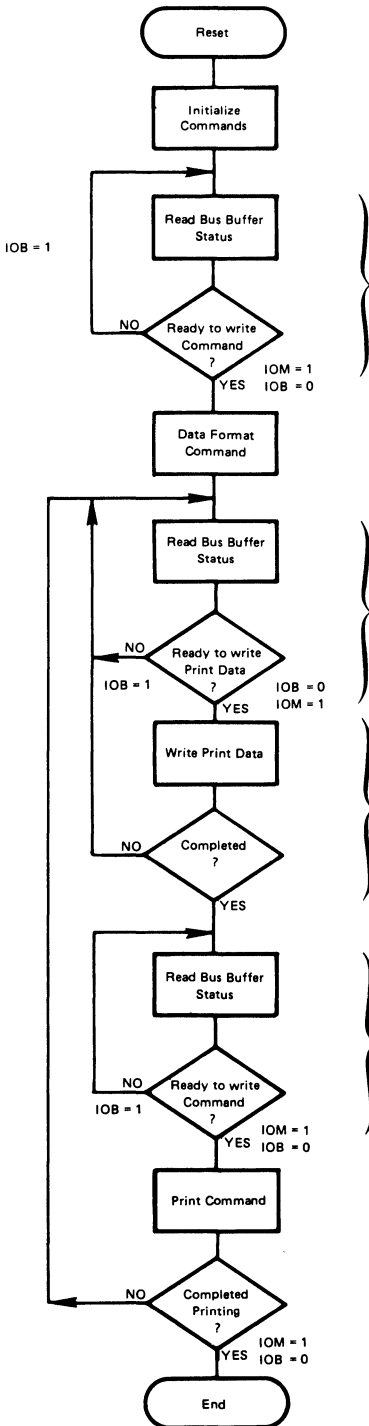 Reset
Initialize
Commands
Read Bus Buffer
Status
IOB = 1
NO
Ready to write
Command
?
YES
IOM = 1
IOB = 0
Data Format
Command
Read Bus Buffer
Status
NO
Ready to write
Print Data
?
IOB = 1
IOB = 0
IOM = 1
YES
Write Print Data
NO
Completed
?
YES
Read Bus Buffer
Status
NO
Ready to write
Command
?
IOB = 1
YES
IOM = 1
IOB = 0
Print Command
NO
Completed
Printing
?
YES
IOM = 1
IOB = 0
End